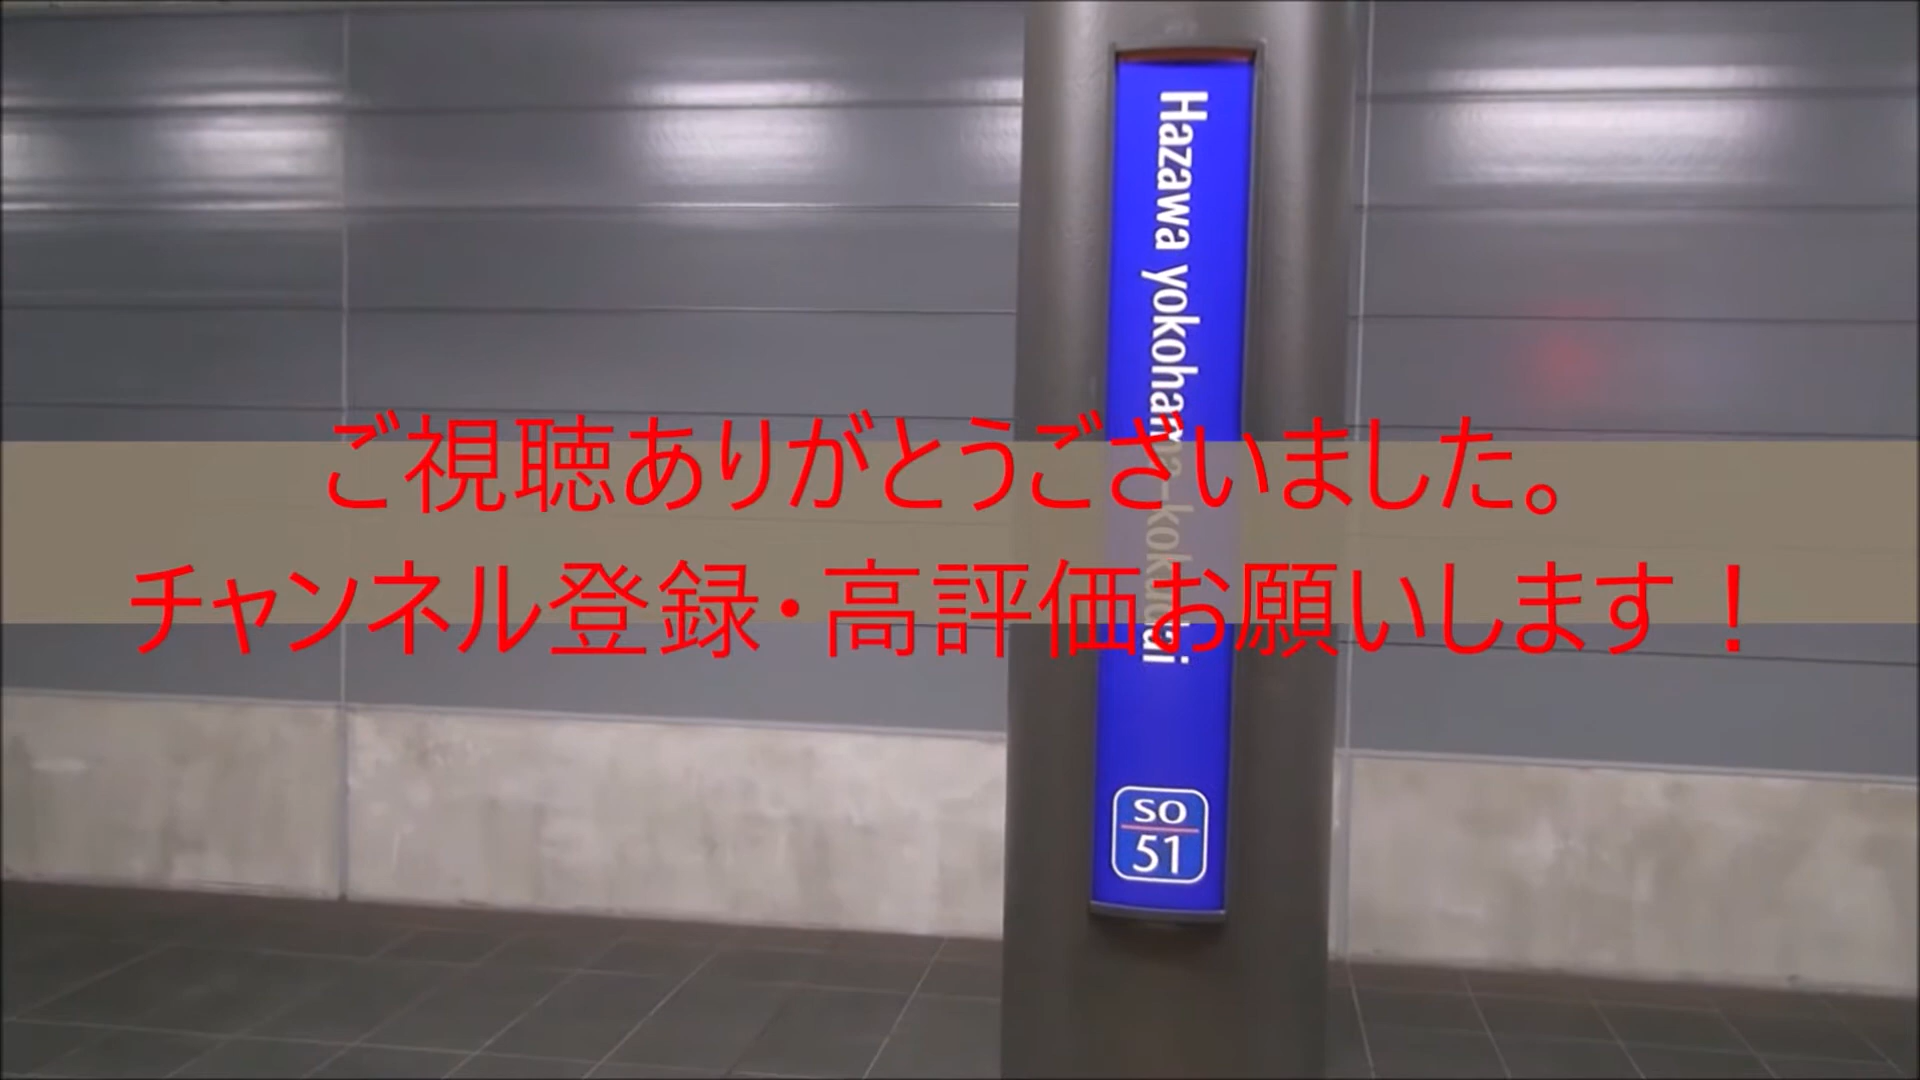 Hazawa yokohama-kokudai
ご視聴ありがとうございました。
チャンネル登録・高評価お願いします！
SO
51